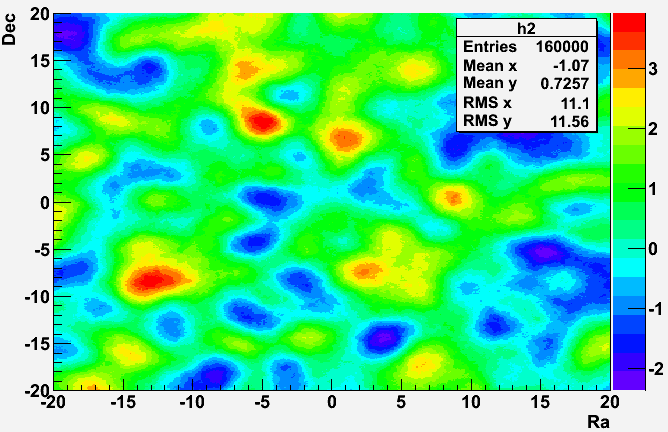 Dec
20
15
10
5
0
-5
-10
-15
-20
h2
Entries 160000
Mean x -1.07
Mean y 0.7257
RMS x 11.1
RMS y 11.56
3
2
1
0
-1
-2
-20 -15 -10 -5 0 5 10 15 20
Ra